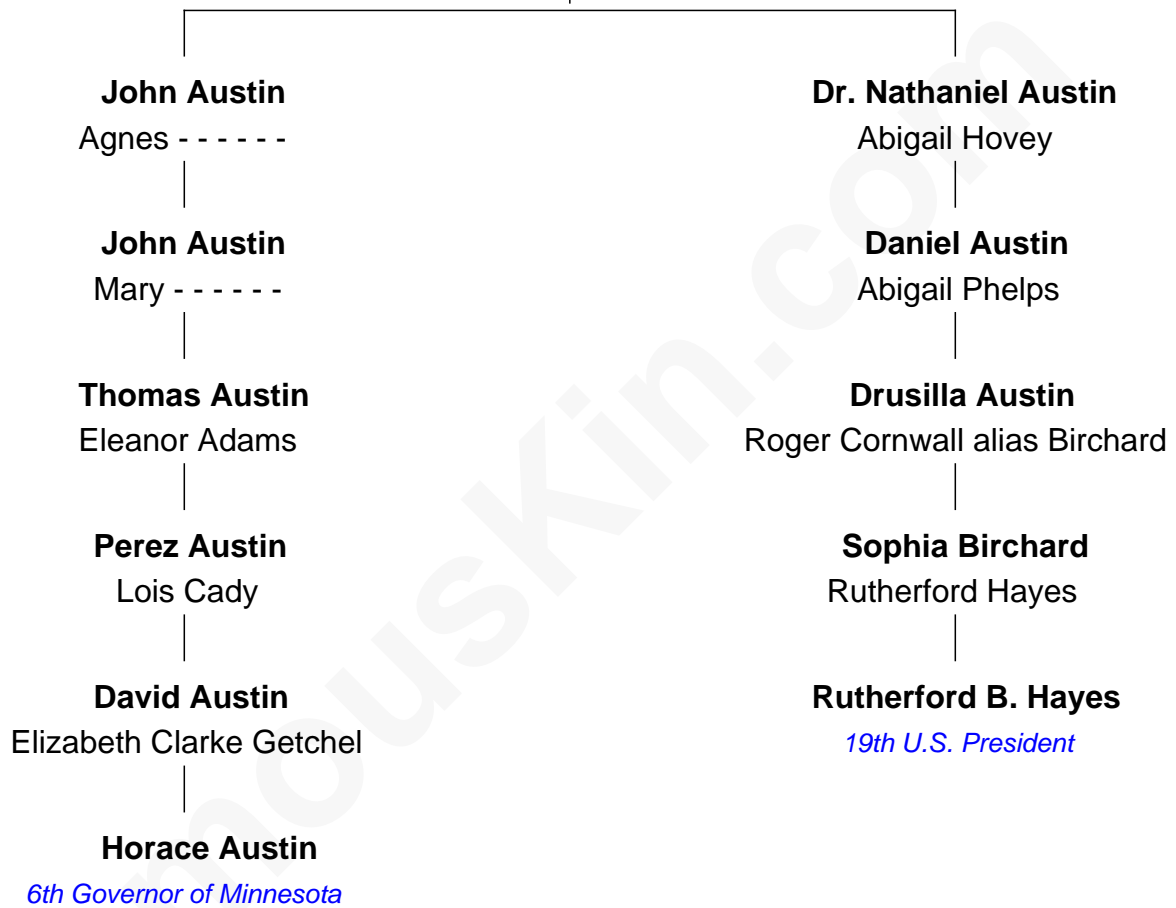 John Austin
Agnes - - - - - -
John Austin
Mary - - - - - -
Thomas Austin
Eleanor Adams
Perez Austin
Lois Cady
David Austin
Elizabeth Clarke Getchel
Horace Austin
6th Governor of Minnesota
Dr. Nathaniel Austin
Abigail Hovey
Daniel Austin
Abigail Phelps
Drusilla Austin
Roger Cornwall alias Birchard
Sophia Birchard
Rutherford Hayes
Rutherford B. Hayes
19th U.S. President
mouskin.com